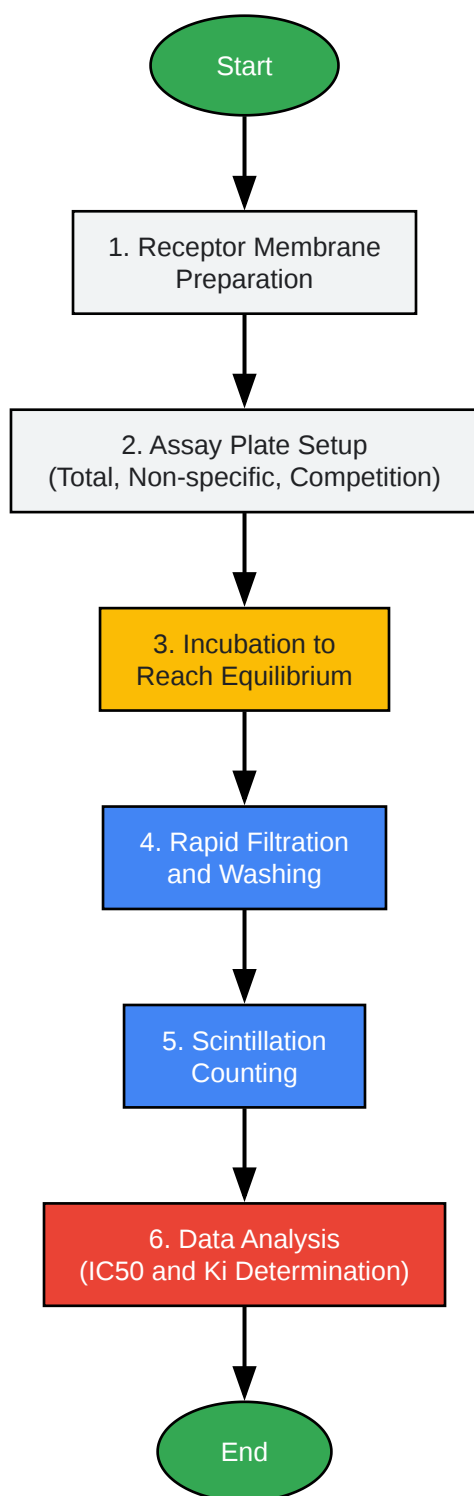 Start
1. Receptor Membrane
Preparation
2. Assay Plate Setup
(Total, Non-specific, Competition)
3. Incubation to
Reach Equilibrium
4. Rapid Filtration
and Washing
5. Scintillation
Counting
6. Data Analysis
(IC50 and Ki Determination)
End